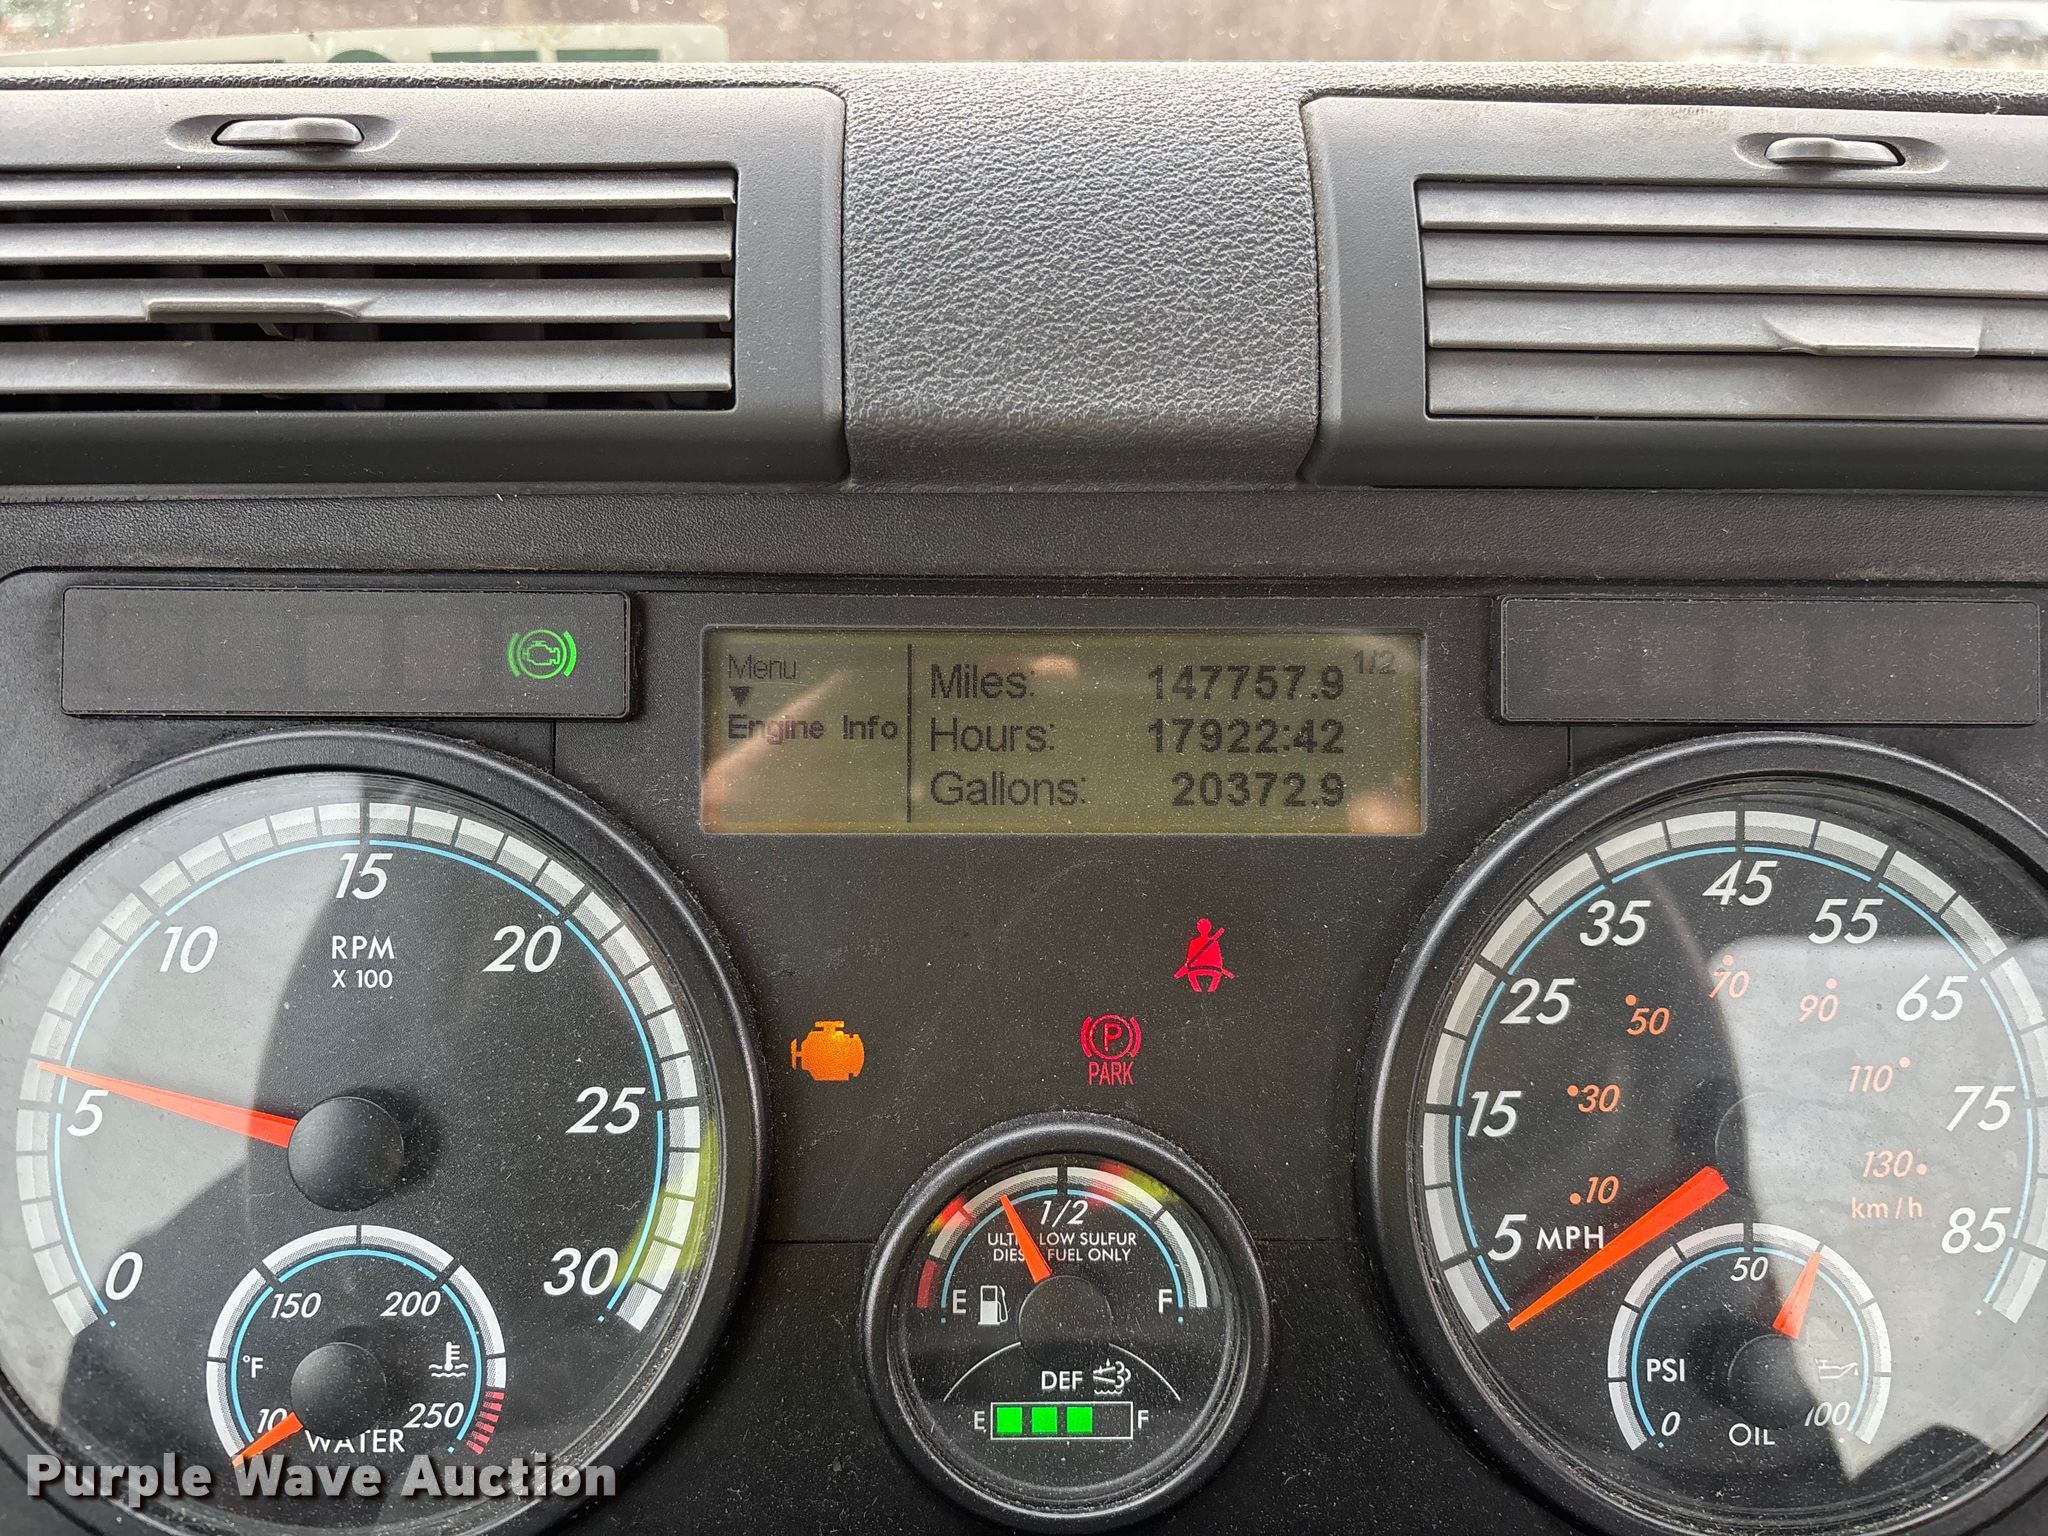 Menu
Engine Info
Miles: 147757.9 1/2
Hours: 17922:42
Gallons: 20372.9
0
5
10
15
20
25
30
RPM
X 100
150
200
250
°F
WATER
PARK
P
1/2
DIESEL FUEL ONLY
E
F
DEF
E
F
5
15
25
35
45
55
65
75
85
MPH
10
30
50
70
90
110
130
km/h
50
PSI
0
100
OIL
Purple Wave Auction